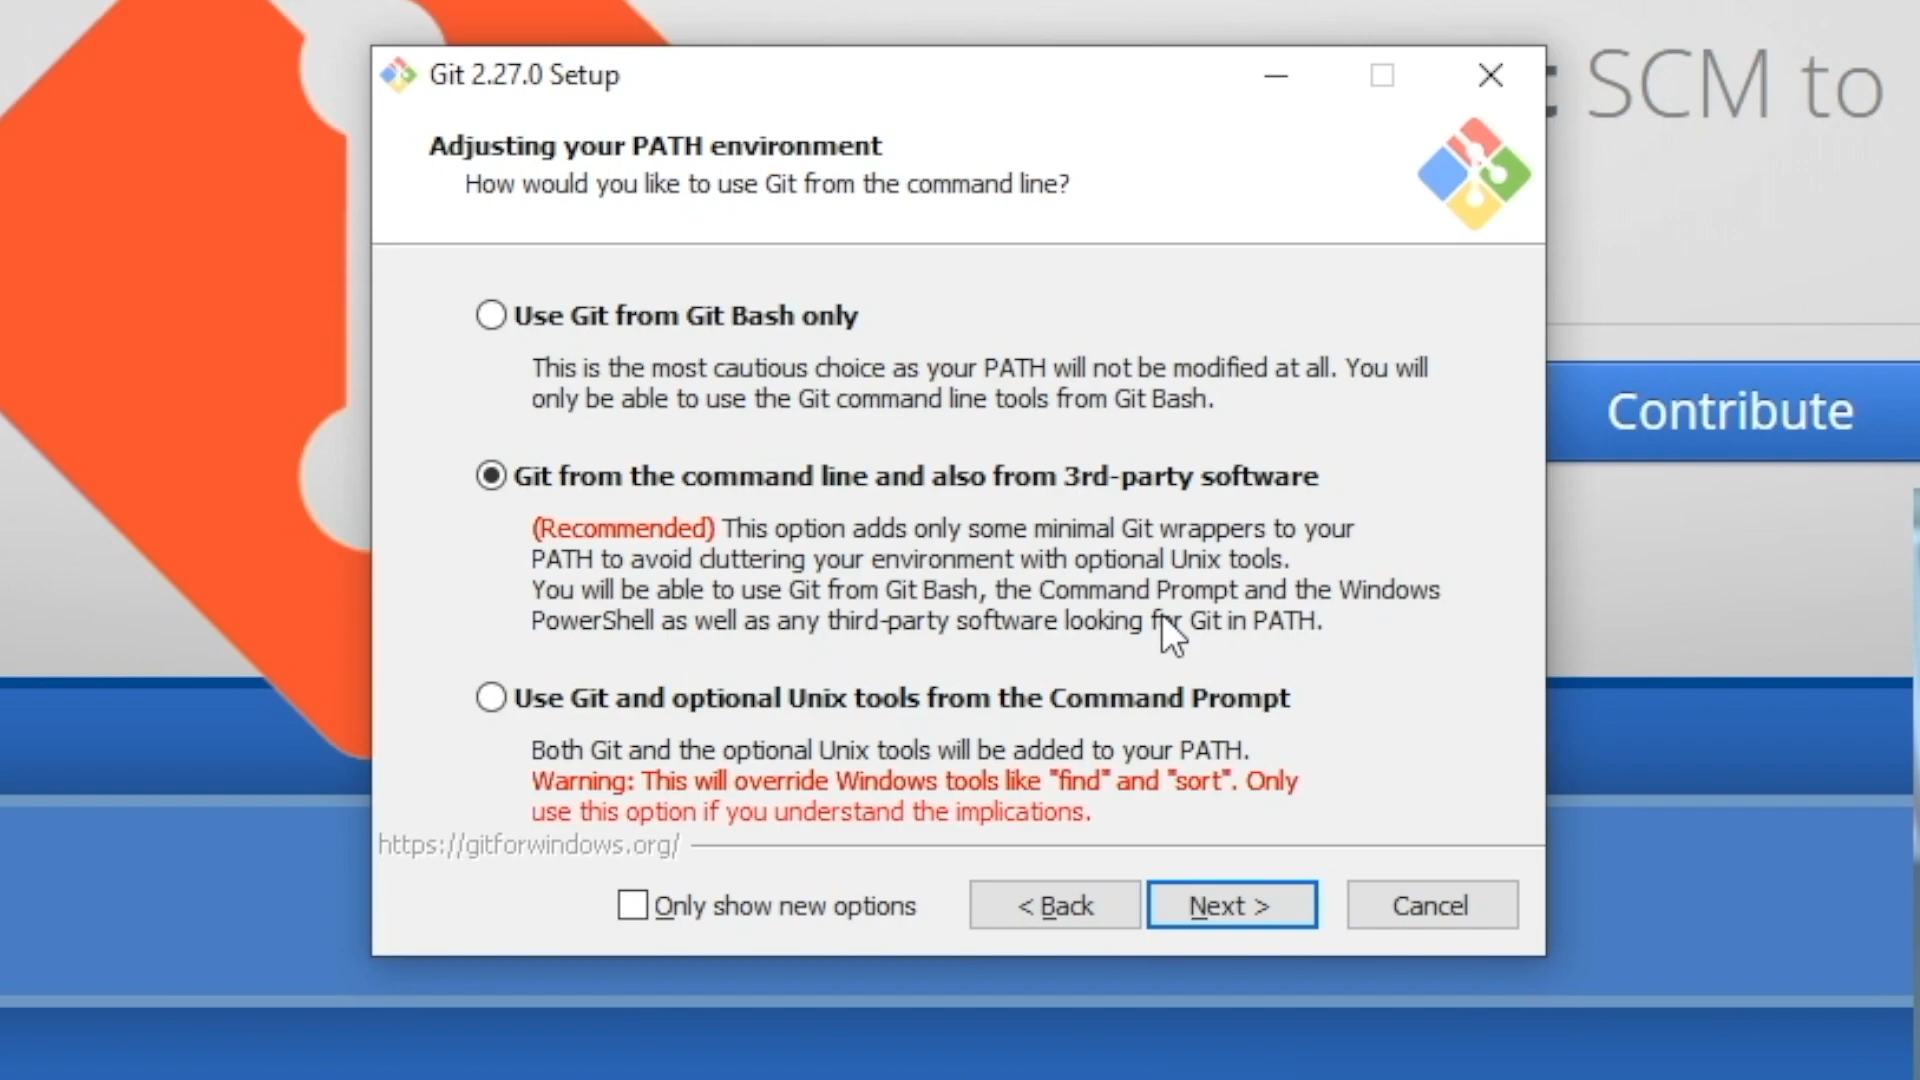 Git 2.27.0 Setup
SCM to
Adjusting your PATH environment
How would you like to use Git from the command line?
Use Git from Git Bash only
This is the most cautious choice as your PATH will not be modified at all. You will
only be able to use the Git command line tools from Git Bash.
Contribute
Git from the command line and also from 3rd-party software
(Recommended) This option adds only some minimal Git wrappers to your
PATH to avoid cluttering your environment with optional Unix tools.
You will be able to use Git from Git Bash, the Command Prompt and the Windows
PowerShell as well as any third-party software looking for Git in PATH.
Use Git and optional Unix tools from the Command Prompt
Both Git and the optional Unix tools will be added to your PATH.
Warning: This will override Windows tools like "find" and "sort". Only
use this option if you understand the implications.
https://gitforwindows.org/
Only show new options
< Back
Next >
Cancel